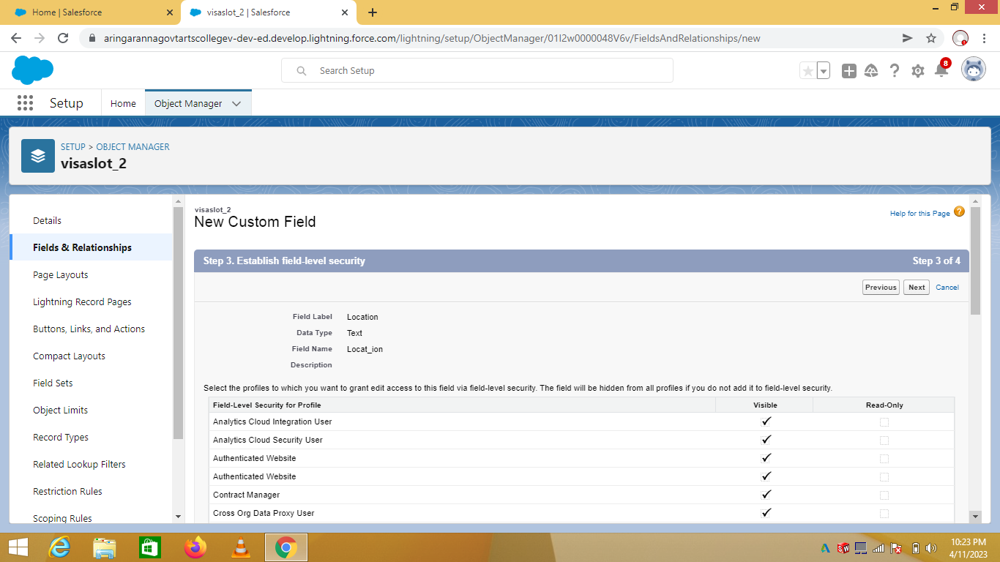 Home | Salesforce
visaslot_2 | Salesforce
aringarannagovtartscollegev-dev-ed.develop.lightning.force.com/lightning/setup/ObjectManager/01I2w0000048V6v/FieldsAndRelationships/new
Search Setup
8
Setup
Home
Object Manager
SETUP > OBJECT MANAGER
visaslot_2
Details
Fields & Relationships
Page Layouts
Lightning Record Pages
Buttons, Links, and Actions
Compact Layouts
Field Sets
Object Limits
Record Types
Related Lookup Filters
Restriction Rules
Scoping Rules
visaslot_2
New Custom Field
Help for this Page ?
Step 3. Establish field-level security Step 3 of 4
Previous Next Cancel
Field Label Location
Data Type Text
Field Name Locat_ion
Description
Select the profiles to which you want to grant edit access to this field via field-level security. The field will be hidden from all profiles if you do not add it to field-level security.
Field-Level Security for Profile Visible Read-Only
Analytics Cloud Integration User
Analytics Cloud Security User
Authenticated Website
Authenticated Website
Contract Manager
Cross Org Data Proxy User
10:23 PM
4/11/2023